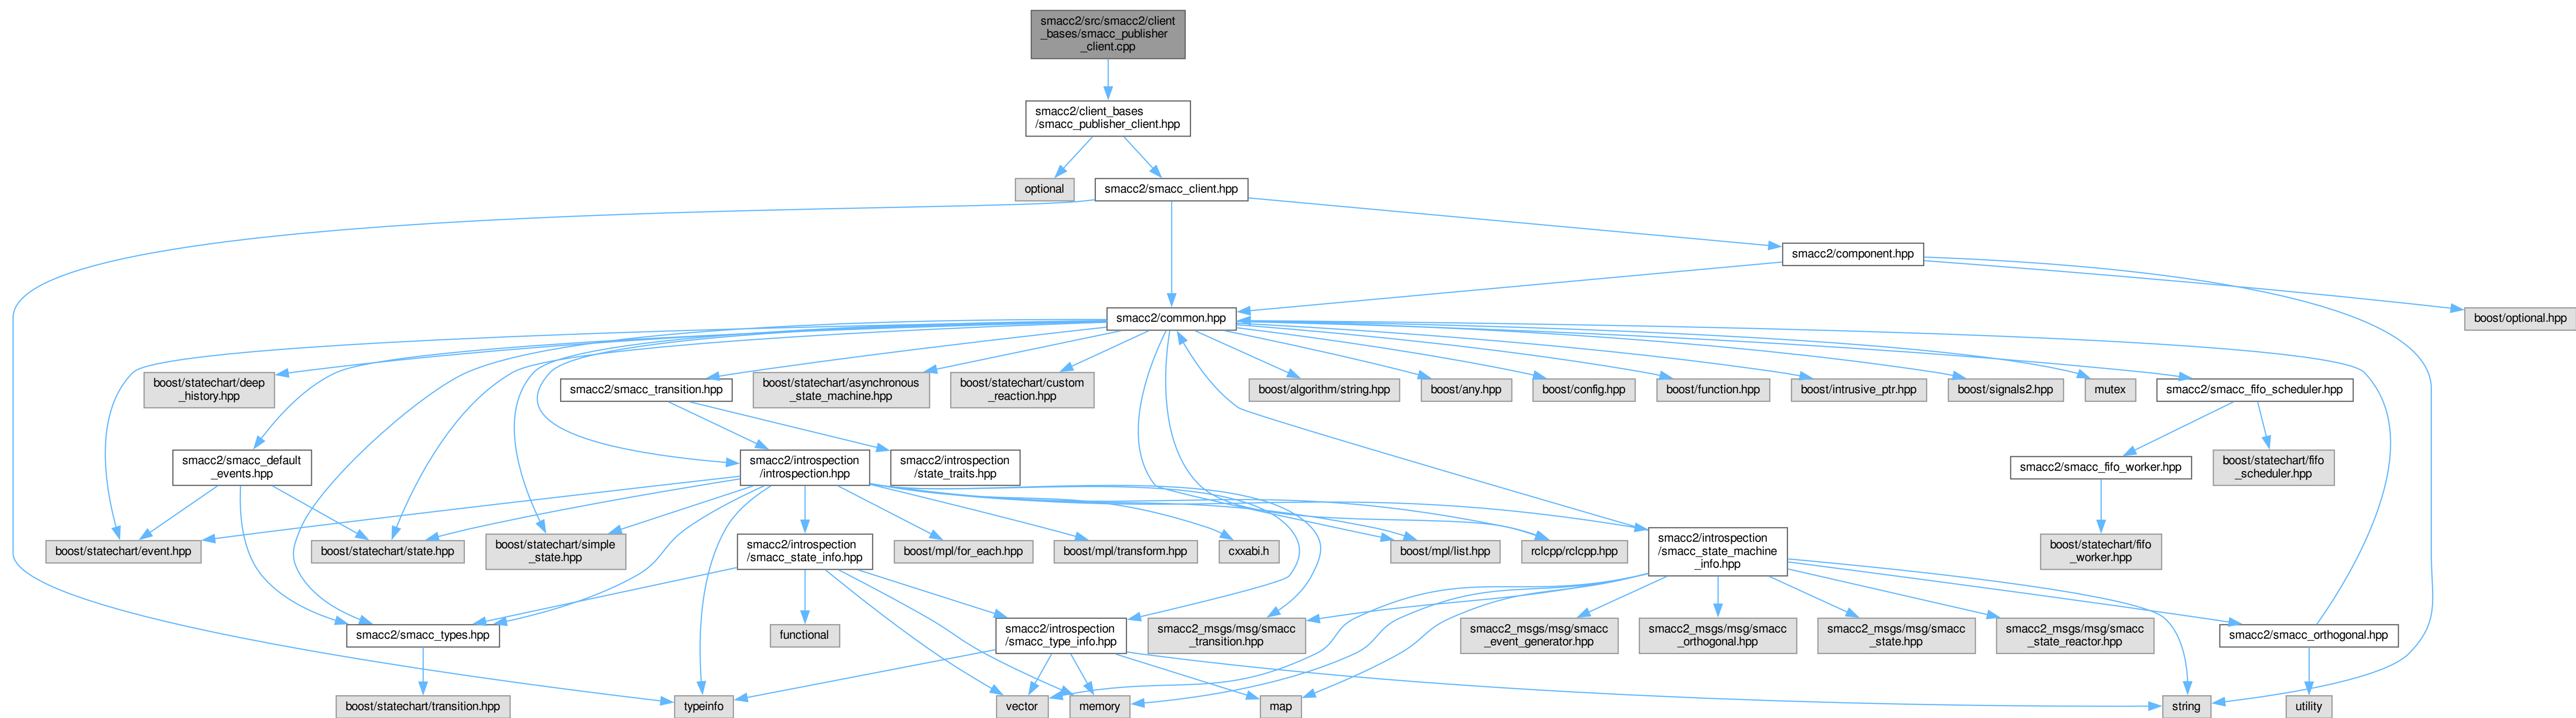 smacc2/src/smacc2/client
_bases/smacc_publisher
_client.cpp
smacc2/client_bases
/smacc_publisher_client.hpp
optional
smacc2/smacc_client.hpp
smacc2/component.hpp
smacc2/common.hpp
boost/optional.hpp
boost/statechart/deep
_history.hpp
smacc2/smacc_transition.hpp
boost/statechart/asynchronous
_state_machine.hpp
boost/statechart/custom
_reaction.hpp
boost/algorithm/string.hpp
boost/any.hpp
boost/config.hpp
boost/function.hpp
boost/intrusive_ptr.hpp
boost/signals2.hpp
mutex
smacc2/smacc_fifo_scheduler.hpp
smacc2/smacc_default
_events.hpp
smacc2/introspection
/introspection.hpp
smacc2/introspection
/state_traits.hpp
smacc2/smacc_fifo_worker.hpp
boost/statechart/fifo
_scheduler.hpp
boost/statechart/event.hpp
boost/statechart/state.hpp
boost/statechart/simple
_state.hpp
smacc2/introspection
/smacc_state_info.hpp
boost/mpl/for_each.hpp
boost/mpl/transform.hpp
cxxabi.h
boost/mpl/list.hpp
rclcpp/rclcpp.hpp
smacc2/introspection
/smacc_state_machine
_info.hpp
boost/statechart/fifo
_worker.hpp
smacc2/smacc_types.hpp
functional
smacc2/introspection
/smacc_type_info.hpp
smacc2_msgs/msg/smacc
_transition.hpp
smacc2_msgs/msg/smacc
_event_generator.hpp
smacc2_msgs/msg/smacc
_orthogonal.hpp
smacc2_msgs/msg/smacc
_state.hpp
smacc2_msgs/msg/smacc
_state_reactor.hpp
smacc2/smacc_orthogonal.hpp
boost/statechart/transition.hpp
typeinfo
vector
memory
map
string
utility